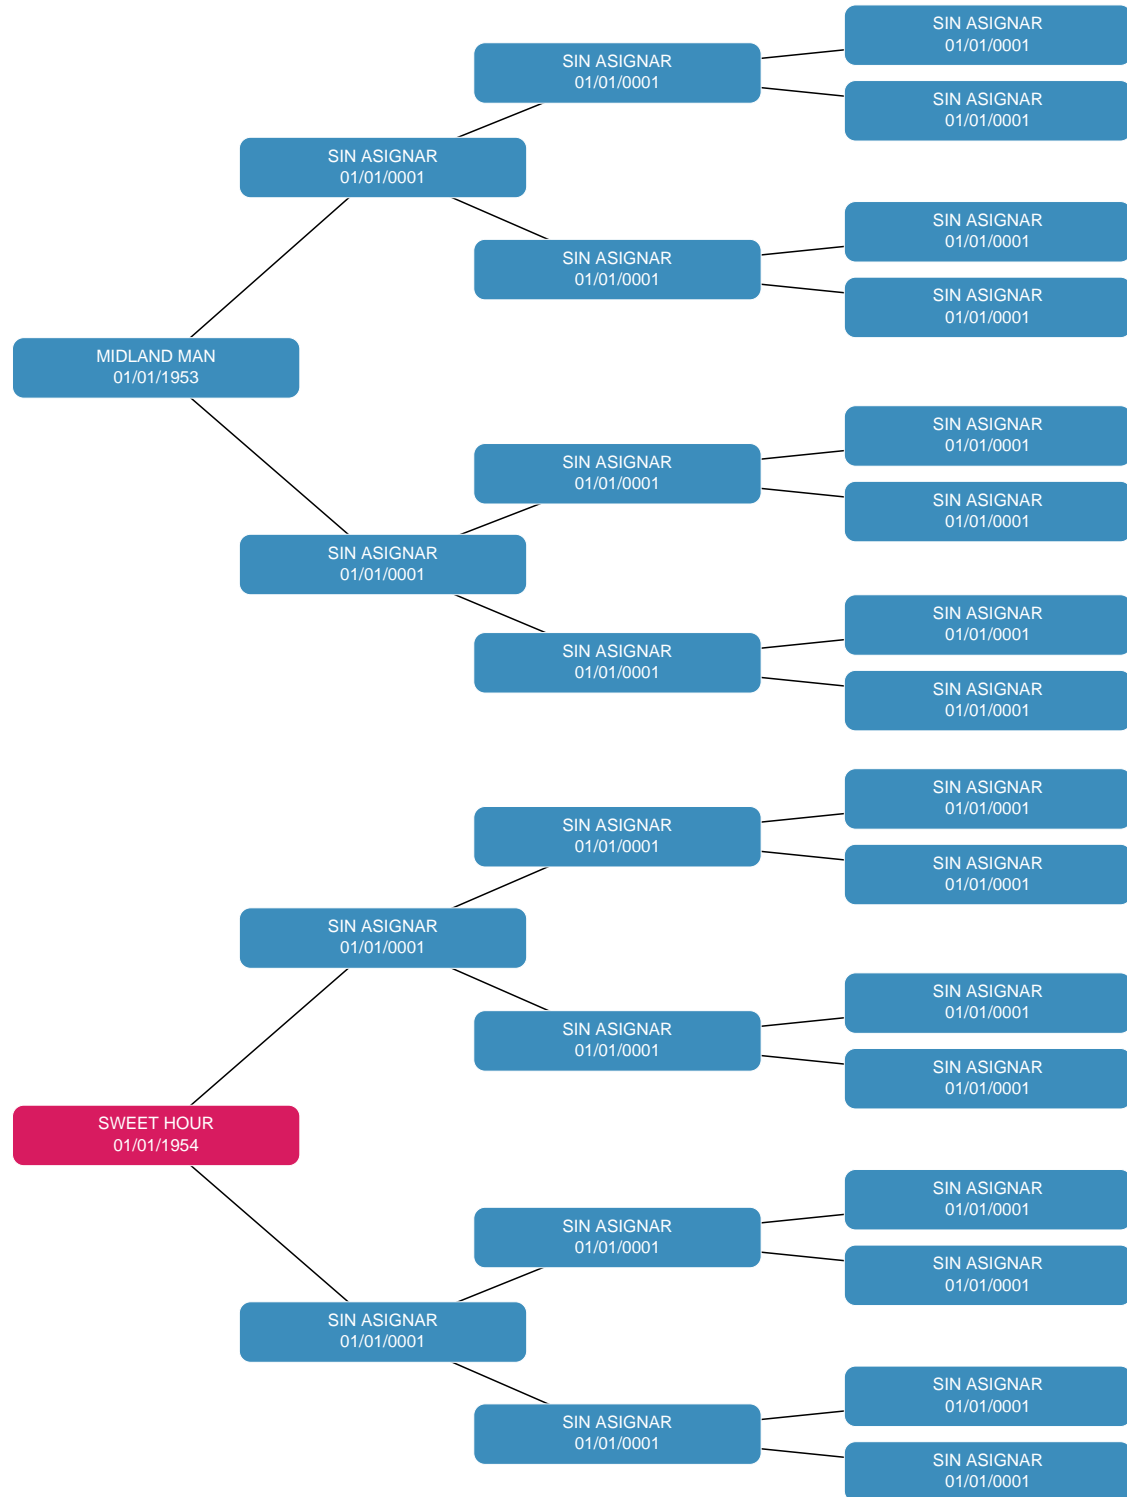 SIN ASIGNAR
01/01/0001
SIN ASIGNAR
01/01/0001
SIN ASIGNAR
01/01/0001
SIN ASIGNAR
01/01/0001
SIN ASIGNAR
01/01/0001
SIN ASIGNAR
01/01/0001
SIN ASIGNAR
01/01/0001
MIDLAND MAN
01/01/1953
SIN ASIGNAR
01/01/0001
SIN ASIGNAR
01/01/0001
SIN ASIGNAR
01/01/0001
SIN ASIGNAR
01/01/0001
SIN ASIGNAR
01/01/0001
SIN ASIGNAR
01/01/0001
SIN ASIGNAR
01/01/0001
SIN ASIGNAR
01/01/0001
SIN ASIGNAR
01/01/0001
SIN ASIGNAR
01/01/0001
SIN ASIGNAR
01/01/0001
SIN ASIGNAR
01/01/0001
SIN ASIGNAR
01/01/0001
SIN ASIGNAR
01/01/0001
SWEET HOUR
01/01/1954
SIN ASIGNAR
01/01/0001
SIN ASIGNAR
01/01/0001
SIN ASIGNAR
01/01/0001
SIN ASIGNAR
01/01/0001
SIN ASIGNAR
01/01/0001
SIN ASIGNAR
01/01/0001
SIN ASIGNAR
01/01/0001